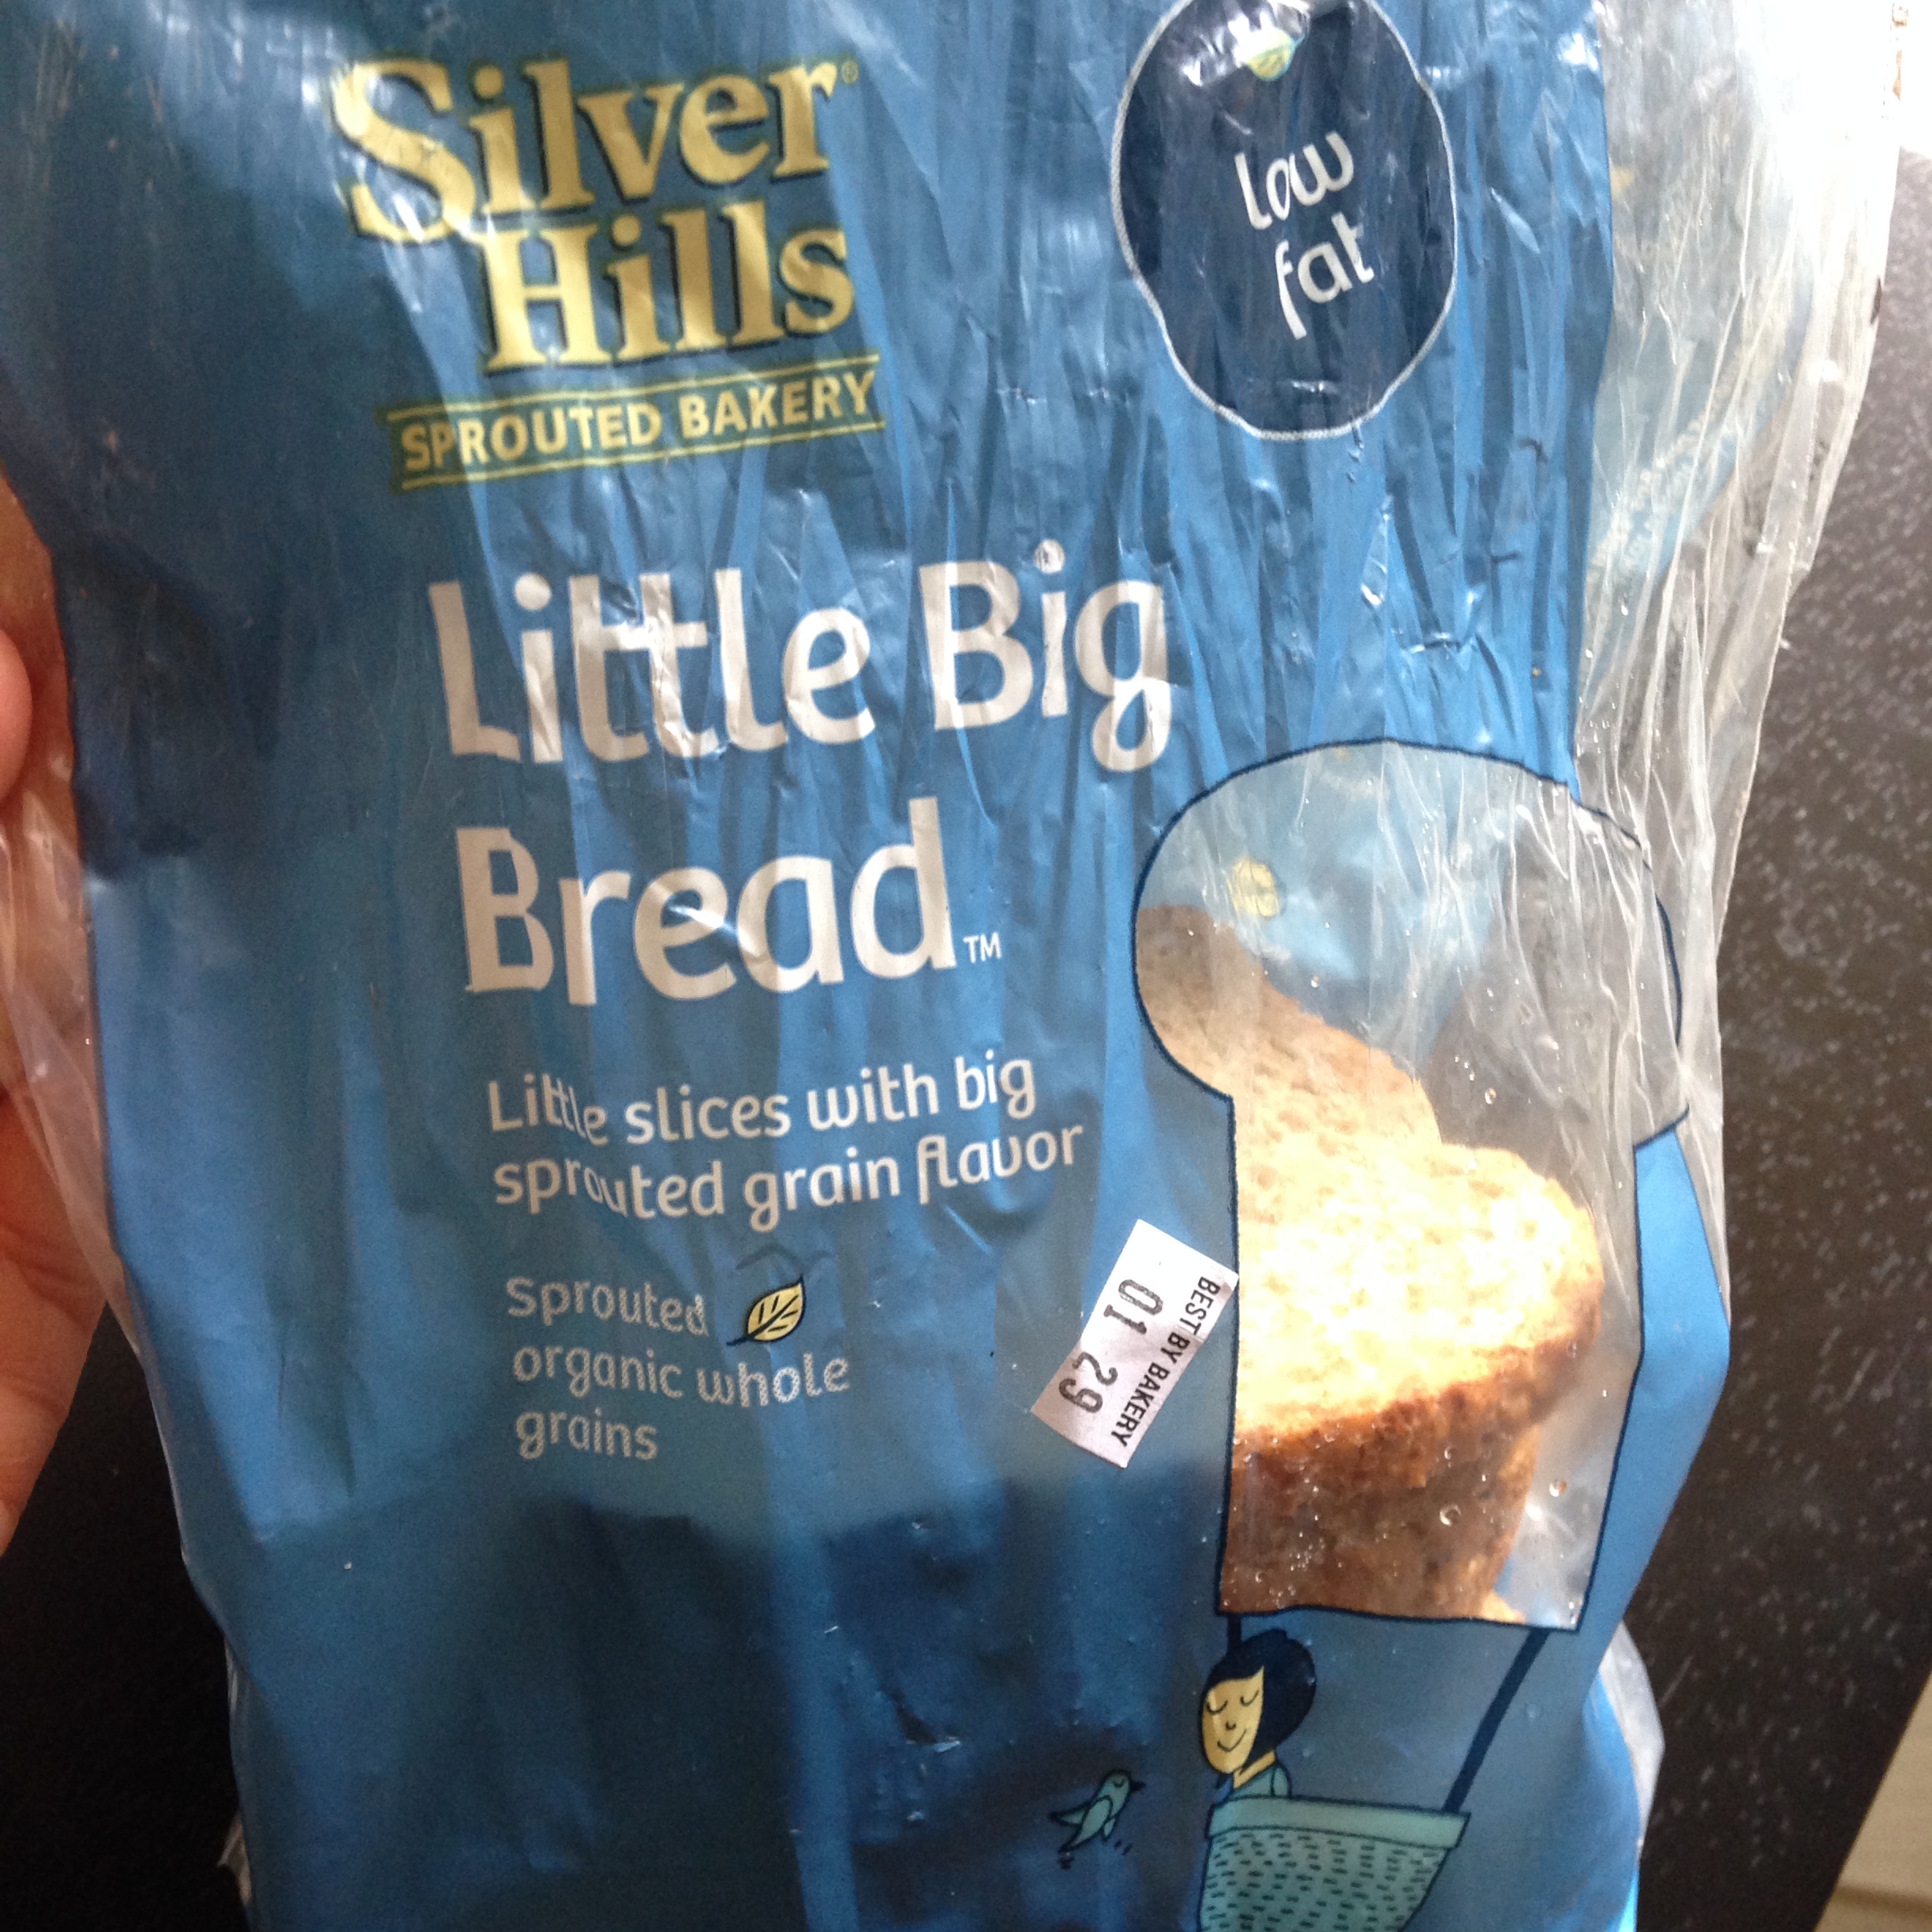 Silver®
Hills
SPROUTED BAKERY
low
fat
Little Big
Bread™
Little slices with big
sprouted grain flavor
Sprouted
organic whole
grains
BEST BY BAKERY
01 29